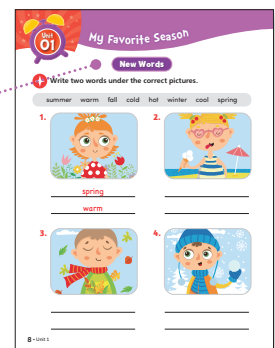 Unit
01
My Favorite Season
New Words
Write two words under the correct pictures.
summer warm fall cold hot winter cool spring
1.
2.
spring
warm
3.
4.
8 • Unit 1